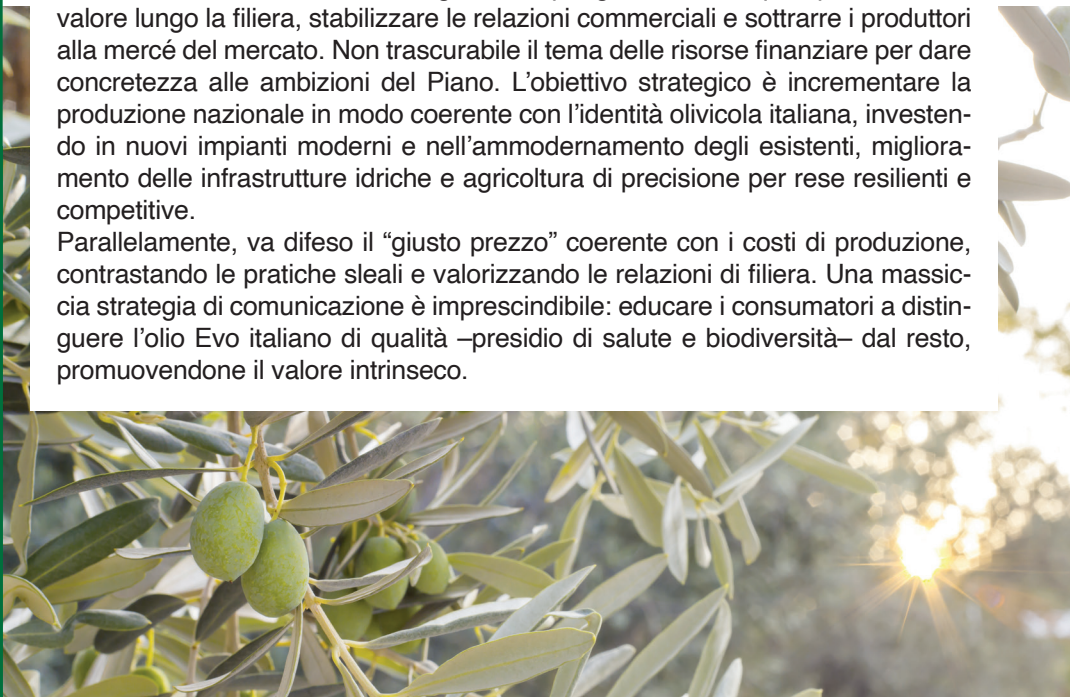 valore lungo la filiera, stabilizzare le relazioni commerciali e sottrarre i produttori
alla mercé del mercato. Non trascurabile il tema delle risorse finanziare per dare
concretezza alle ambizioni del Piano. L’obiettivo strategico è incrementare la
produzione nazionale in modo coerente con l’identità olivicola italiana, investen-
do in nuovi impianti moderni e nell’ammodernamento degli esistenti, migliora-
mento delle infrastrutture idriche e agricoltura di precisione per rese resilienti e
competitive.
Parallelamente, va difeso il “giusto prezzo” coerente con i costi di produzione,
contrastando le pratiche sleali e valorizzando le relazioni di filiera. Una massic-
cia strategia di comunicazione è imprescindibile: educare i consumatori a distin-
guere l’olio Evo italiano di qualità –presidio di salute e biodiversità– dal resto,
promuovendone il valore intrinseco.